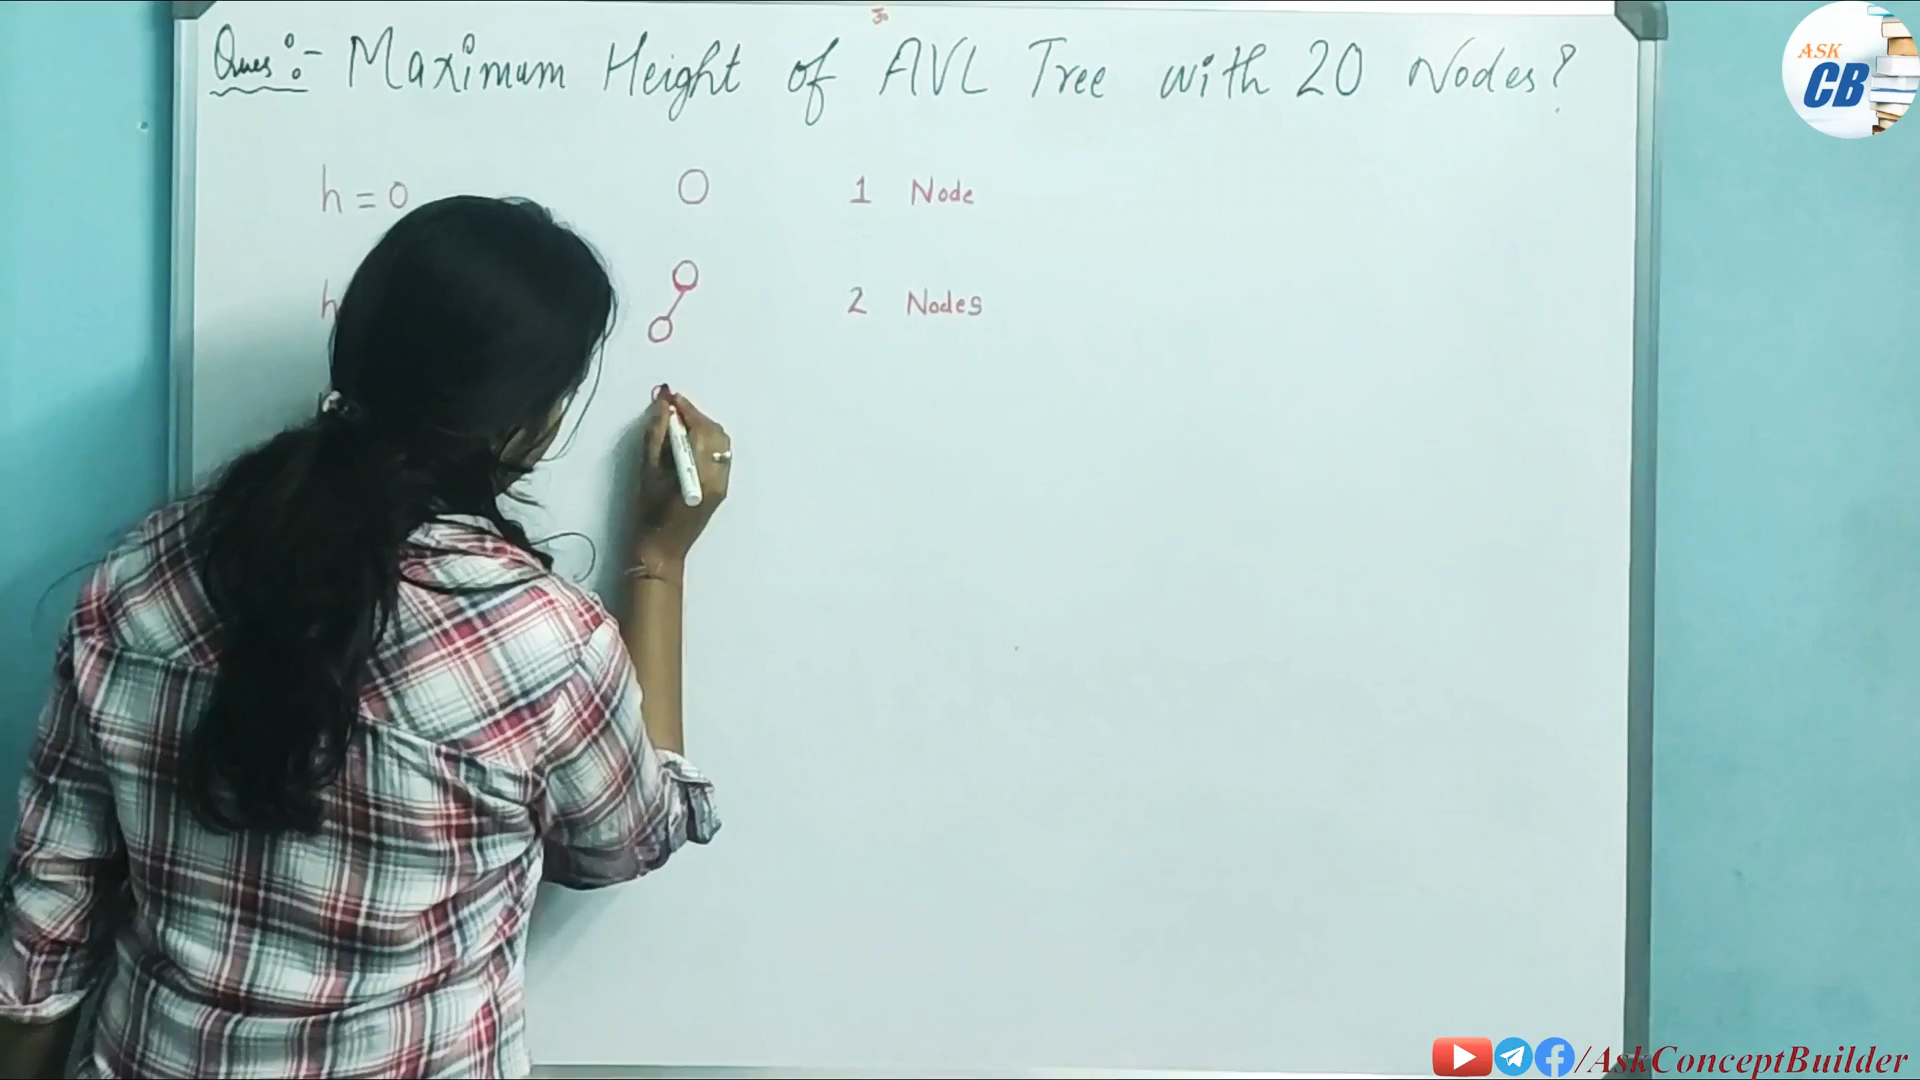 Ques:- Maximum Height of AVL Tree with 20 Nodes?
h = 0 1 Node
h 2 Nodes
ASK
CB
/AskConceptBuilder